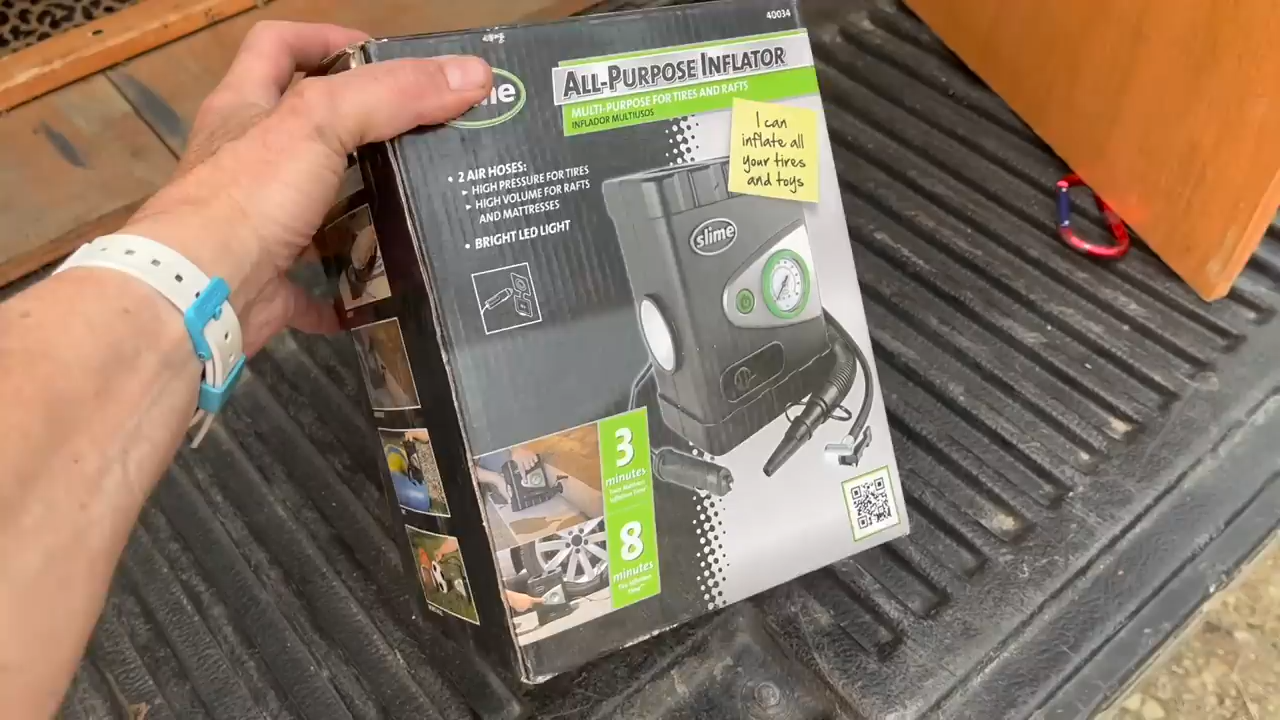 40034
ALL-PURPOSE INFLATOR
MULTI-PURPOSE FOR TIRES AND RAFTS
INFLADOR MULTIUSOS
I can
inflate all
your tires
and toys
• 2 AIR HOSES:
HIGH PRESSURE FOR TIRES
HIGH VOLUME FOR RAFTS
AND MATTRESSES
• BRIGHT LED LIGHT
slime
3
minutes
8
minutes